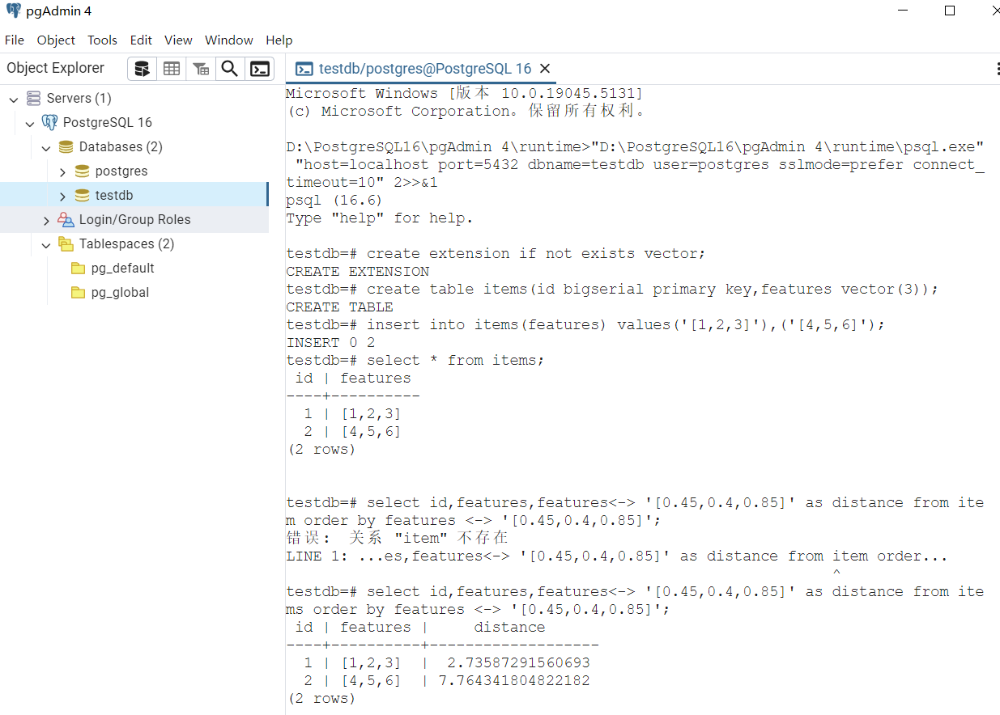 pgAdmin 4
File Object Tools Edit View Window Help
Object Explorer
testdb/postgres@PostgreSQL 16
Servers (1)
PostgreSQL 16
Databases (2)
postgres
testdb
Login/Group Roles
Tablespaces (2)
pg_default
pg_global
Microsoft Windows [版本 10.0.19045.5131]
(c) Microsoft Corporation。保留所有权利。
D:\PostgreSQL16\pgAdmin 4\runtime>"D:\PostgreSQL16\pgAdmin 4\runtime\psql.exe"
"host=localhost port=5432 dbname=testdb user=postgres sslmode=prefer connect_
timeout=10" 2>>&1
psql (16.6)
Type "help" for help.
testdb=# create extension if not exists vector;
CREATE EXTENSION
testdb=# create table items(id bigserial primary key,features vector(3));
CREATE TABLE
testdb=# insert into items(features) values('[1,2,3]'),('[4,5,6]');
INSERT 0 2
testdb=# select * from items;
id | features
----+----------
1 | [1,2,3]
2 | [4,5,6]
(2 rows)
testdb=# select id,features,features<-> '[0.45,0.4,0.85]' as distance from ite
m order by features <-> '[0.45,0.4,0.85]';
错误: 关系 "item" 不存在
LINE 1: ...es,features<-> '[0.45,0.4,0.85]' as distance from item order...
^
testdb=# select id,features,features<-> '[0.45,0.4,0.85]' as distance from ite
ms order by features <-> '[0.45,0.4,0.85]';
id | features | distance
----+----------+-------------------
1 | [1,2,3] | 2.73587291560693
2 | [4,5,6] | 7.764341804822182
(2 rows)